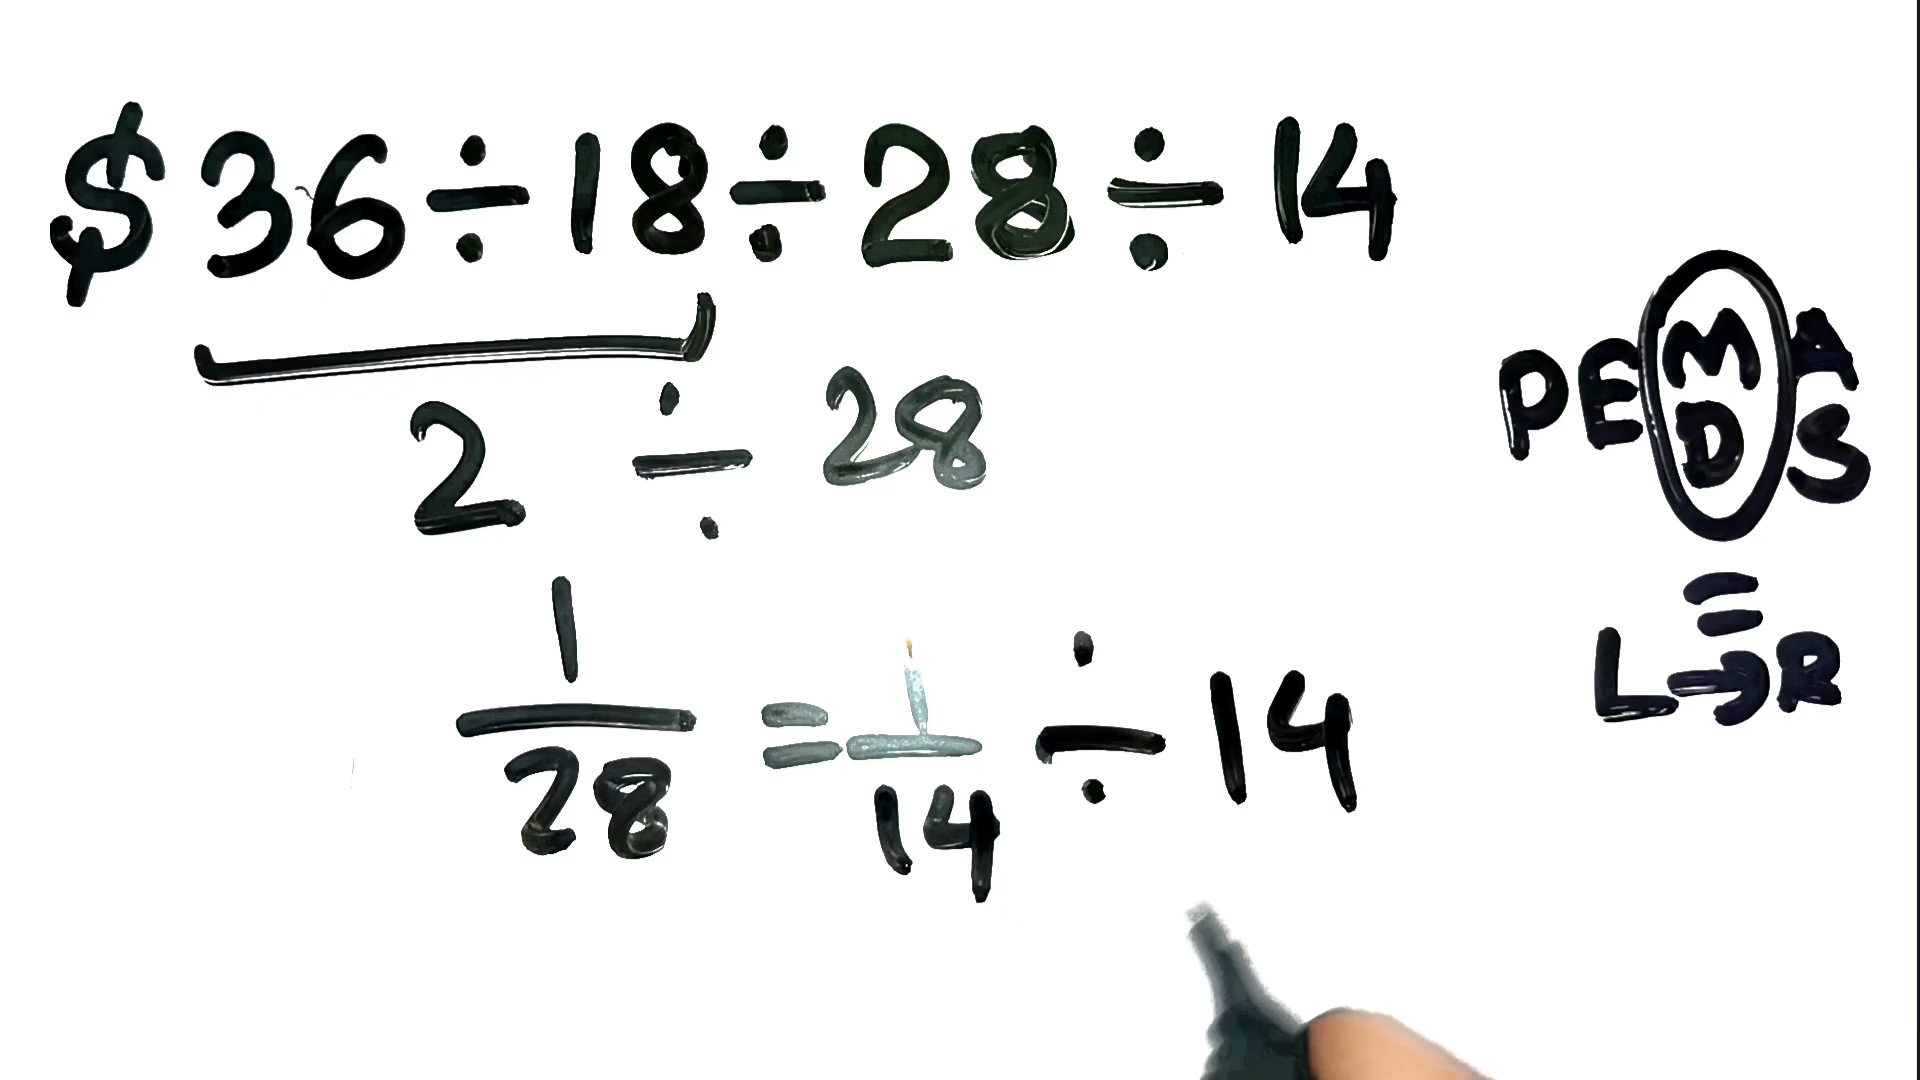 $36÷18÷28÷14
2 ÷ 28
1/28 = 1/14 ÷ 14
PEMDAS
=
L→R